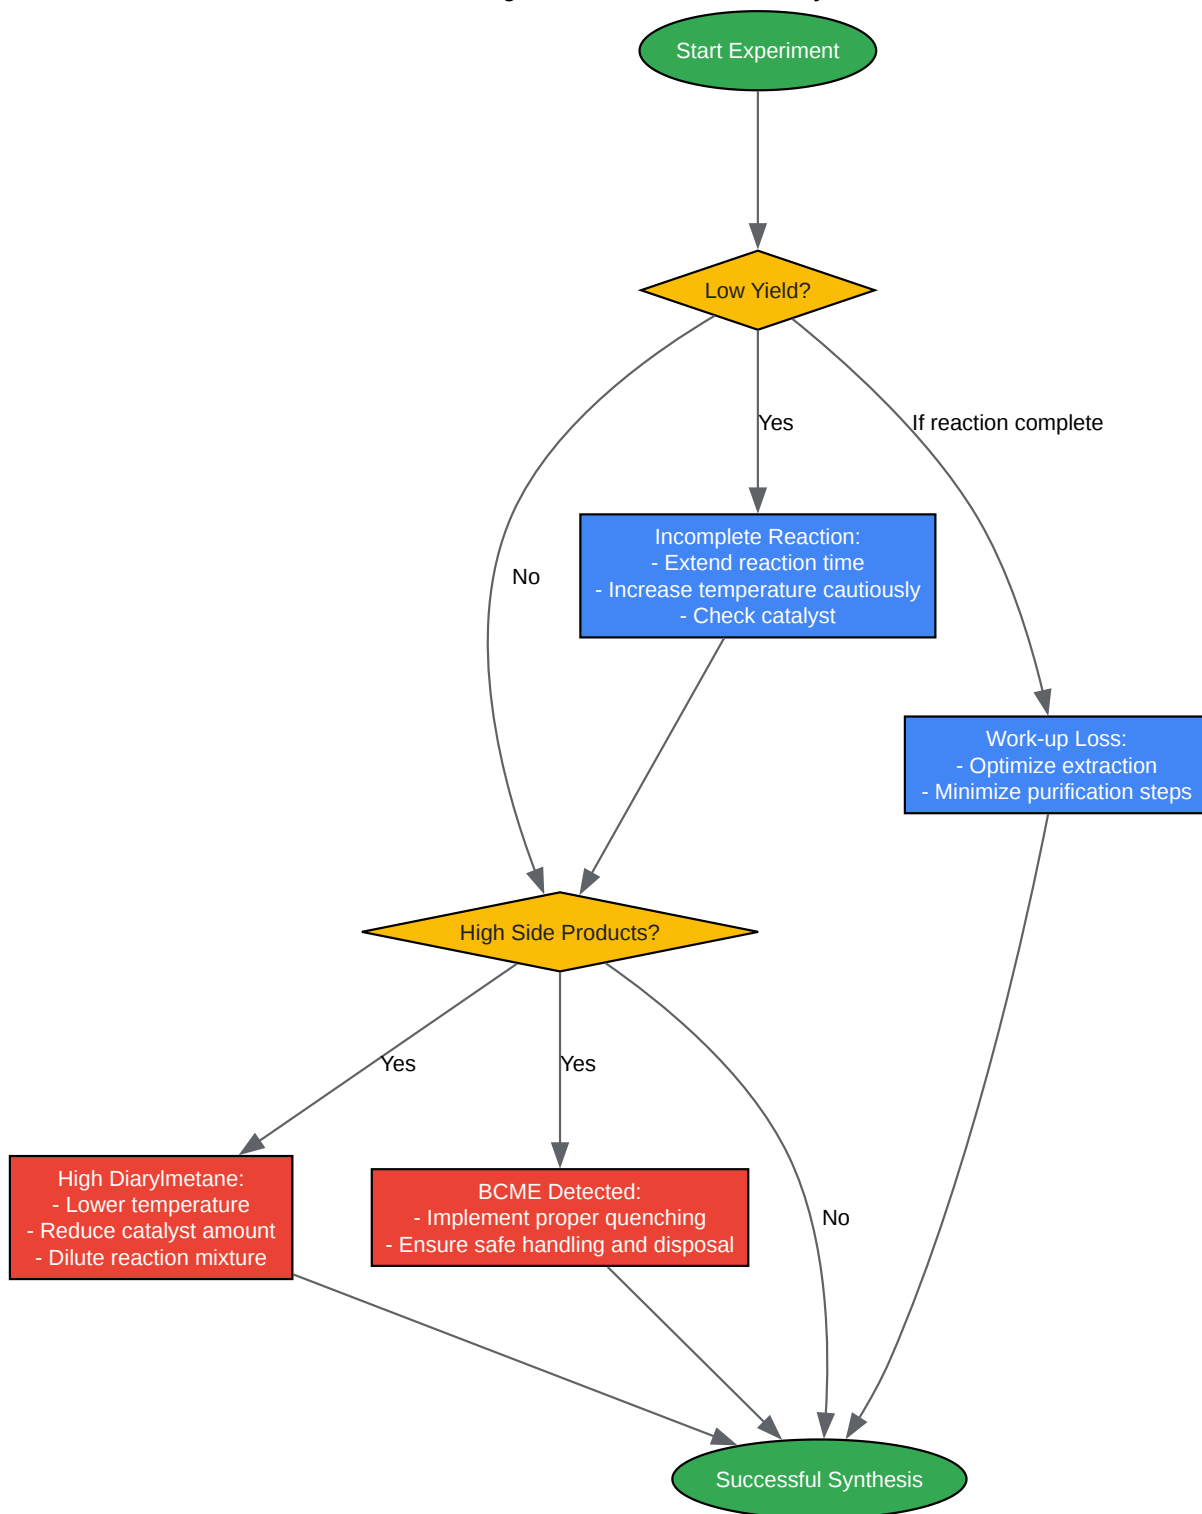 Start Experiment
Low Yield?
Yes
If reaction complete
Incomplete Reaction:
- Extend reaction time
- Increase temperature cautiously
- Check catalyst
No
Work-up Loss:
- Optimize extraction
- Minimize purification steps
High Side Products?
Yes
Yes
High Diarylmetane:
- Lower temperature
- Reduce catalyst amount
- Dilute reaction mixture
BCME Detected:
- Implement proper quenching
- Ensure safe handling and disposal
No
Successful Synthesis